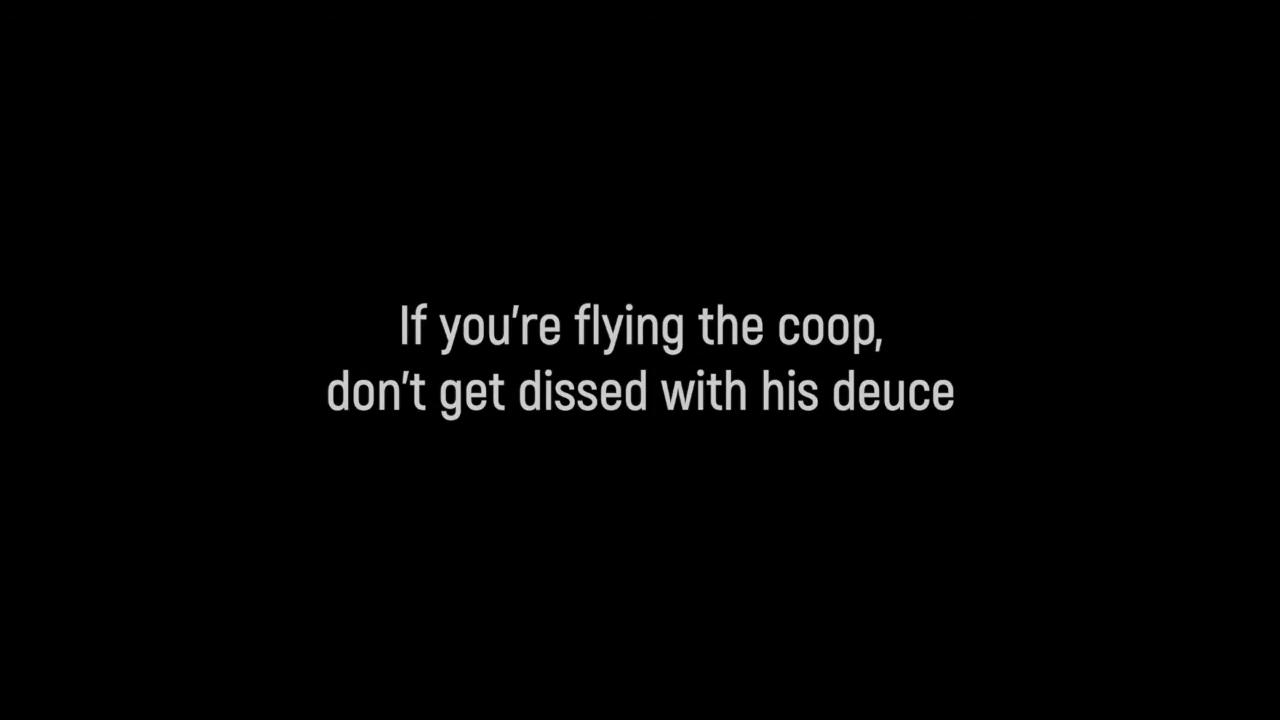 If you're flying the coop,
don't get dissed with his deuce